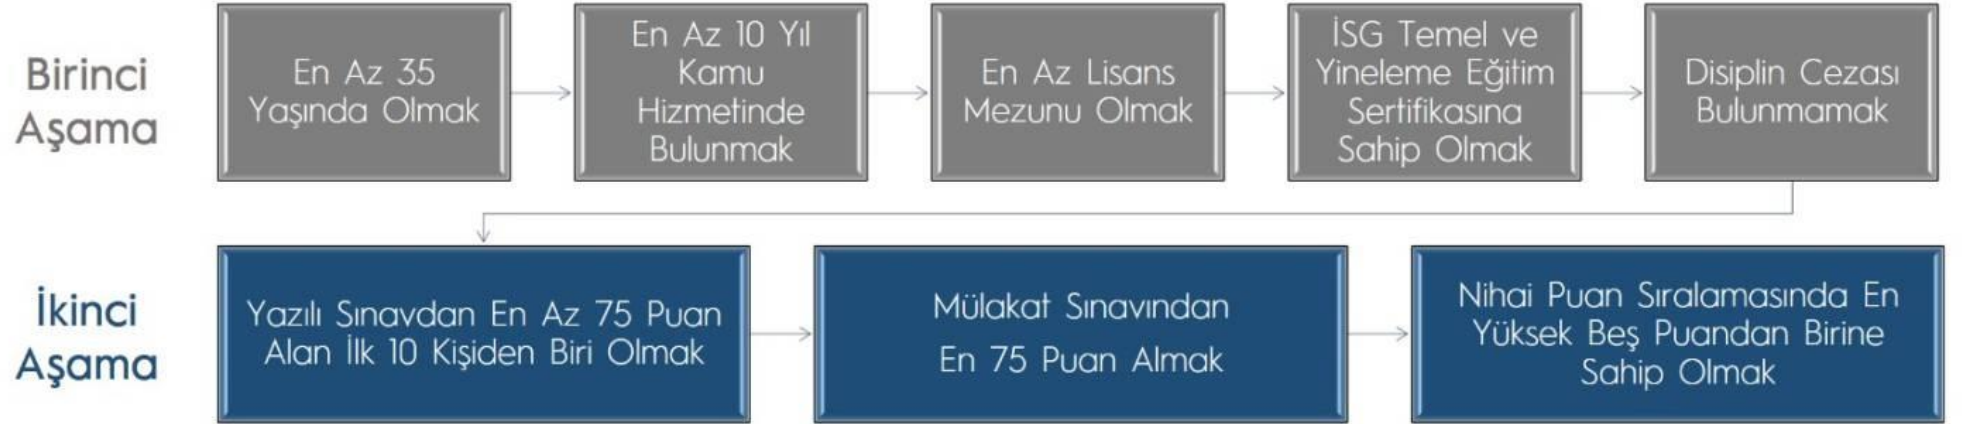 Birinci
Aşama
En Az 35
Yaşında Olmak
En Az 10 Yıl
Kamu
Hizmetinde
Bulunmak
En Az Lisans
Mezunu Olmak
İSG Temel ve
Yineleme Eğitim
Sertifikasına
Sahip Olmak
Disiplin Cezası
Bulunmamak
İkinci
Aşama
Yazılı Sınavdan En Az 75 Puan
Alan İlk 10 Kişiden Biri Olmak
Mülakat Sınavından
En 75 Puan Almak
Nihai Puan Sıralamasında En
Yüksek Beş Puandan Birine
Sahip Olmak